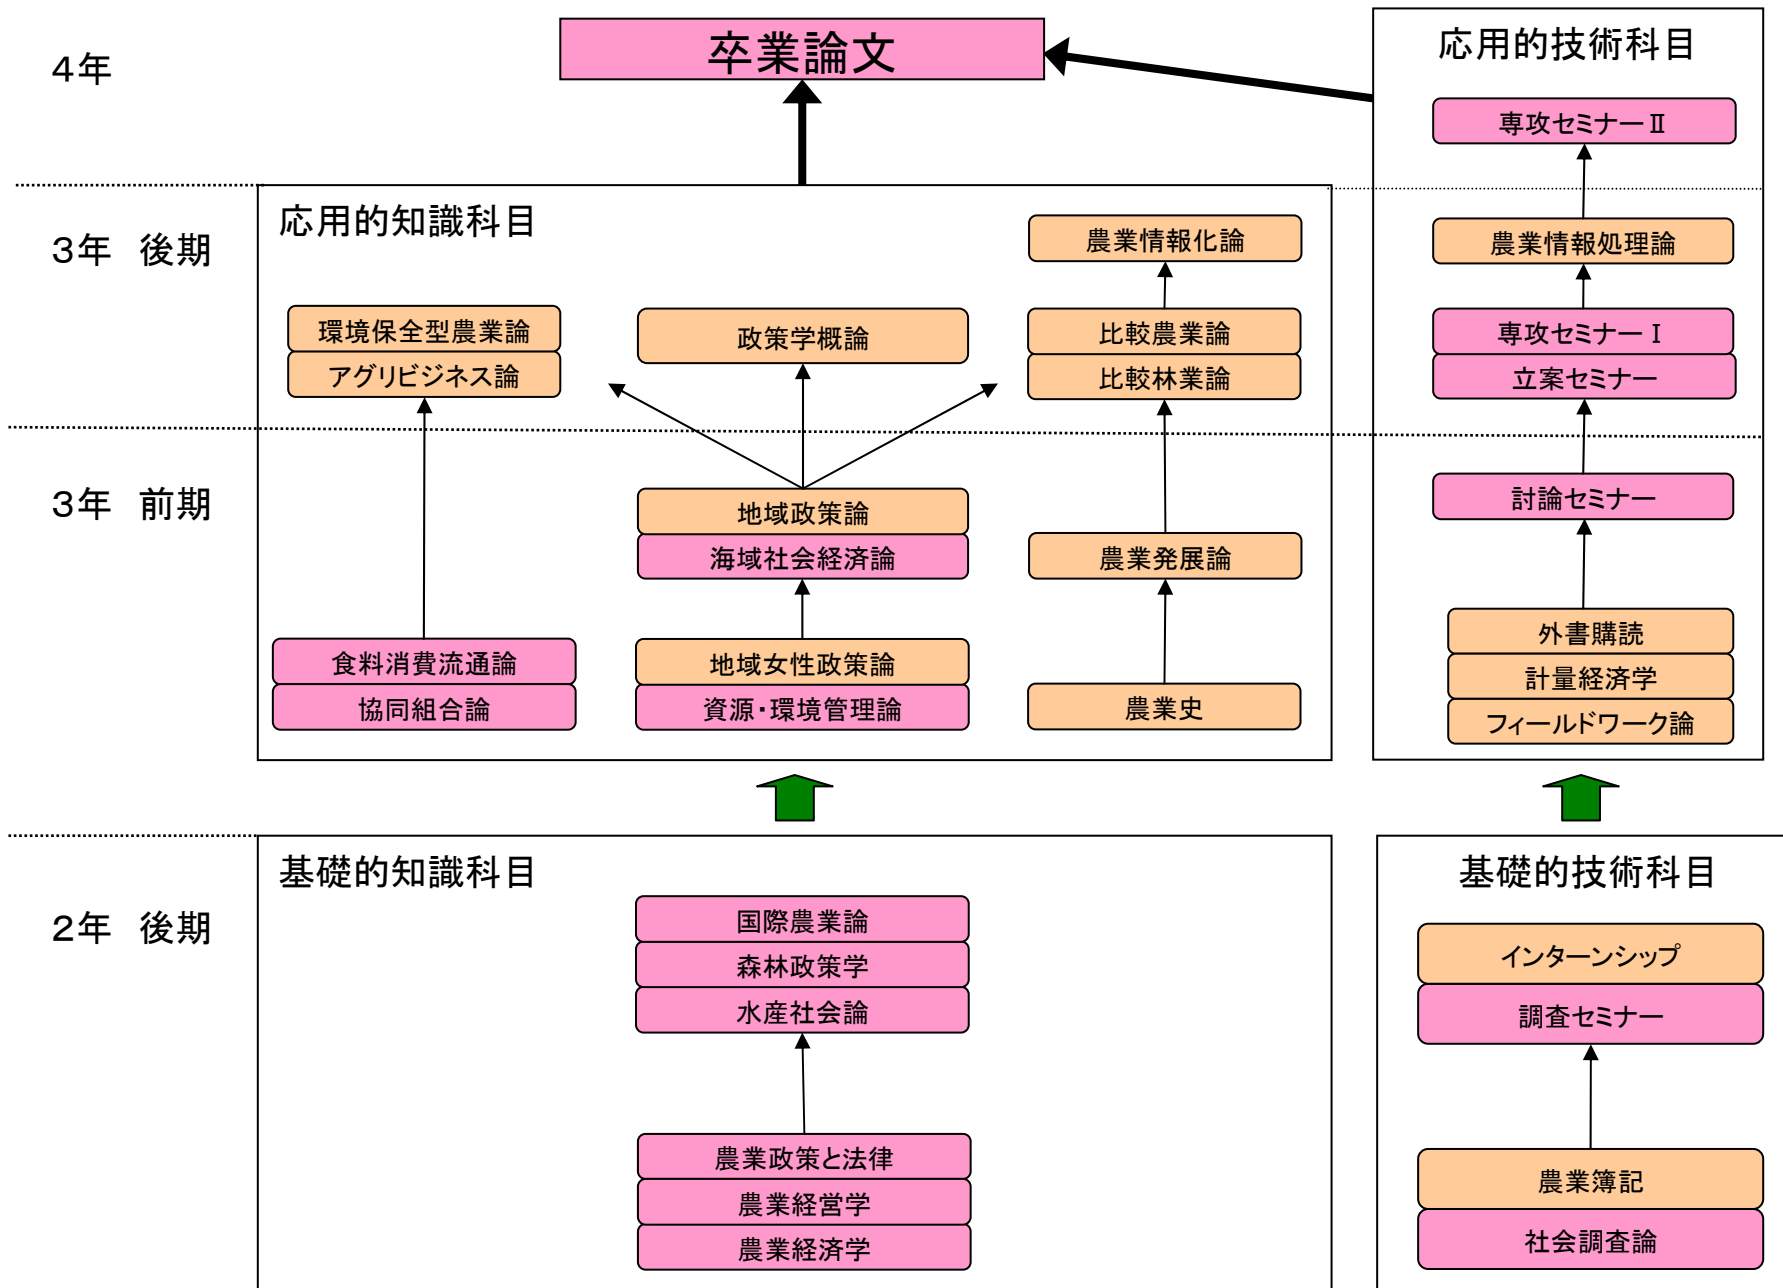 卒業論文
応用的技術科目
4年
専攻セミナーⅡ
応用的知識科目
3年 後期
農業情報化論
農業情報処理論
環境保全型農業論
アグリビジネス論
政策学概論
比較農業論
比較林業論
専攻セミナーⅠ
立案セミナー
3年 前期
地域政策論
海域社会経済論
農業発展論
討論セミナー
食料消費流通論
協同組合論
地域女性政策論
資源・環境管理論
農業史
外書購読
計量経済学
フィールドワーク論
基礎的知識科目
基礎的技術科目
2年 後期
国際農業論
森林政策学
水産社会論
インターンシップ
調査セミナー
農業政策と法律
農業経営学
農業経済学
農業簿記
社会調査論